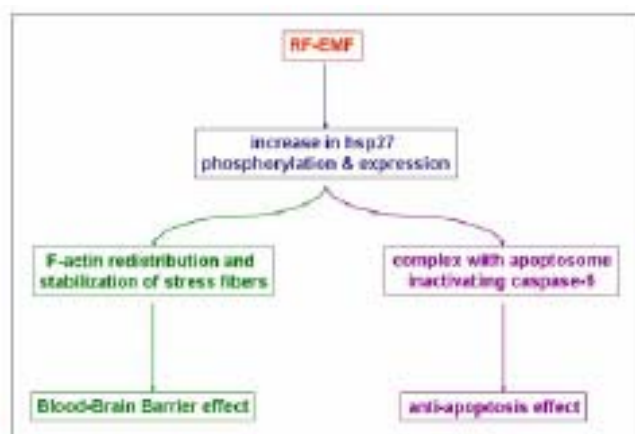 RF-EMF
increase in hsp27
phosphorylation & expression
F-actin redistribution and
stabilization of stress fibers
complex with apoptosome
inactivating caspase-9
Blood-Brain Barrier effect
anti-apoptosis effect